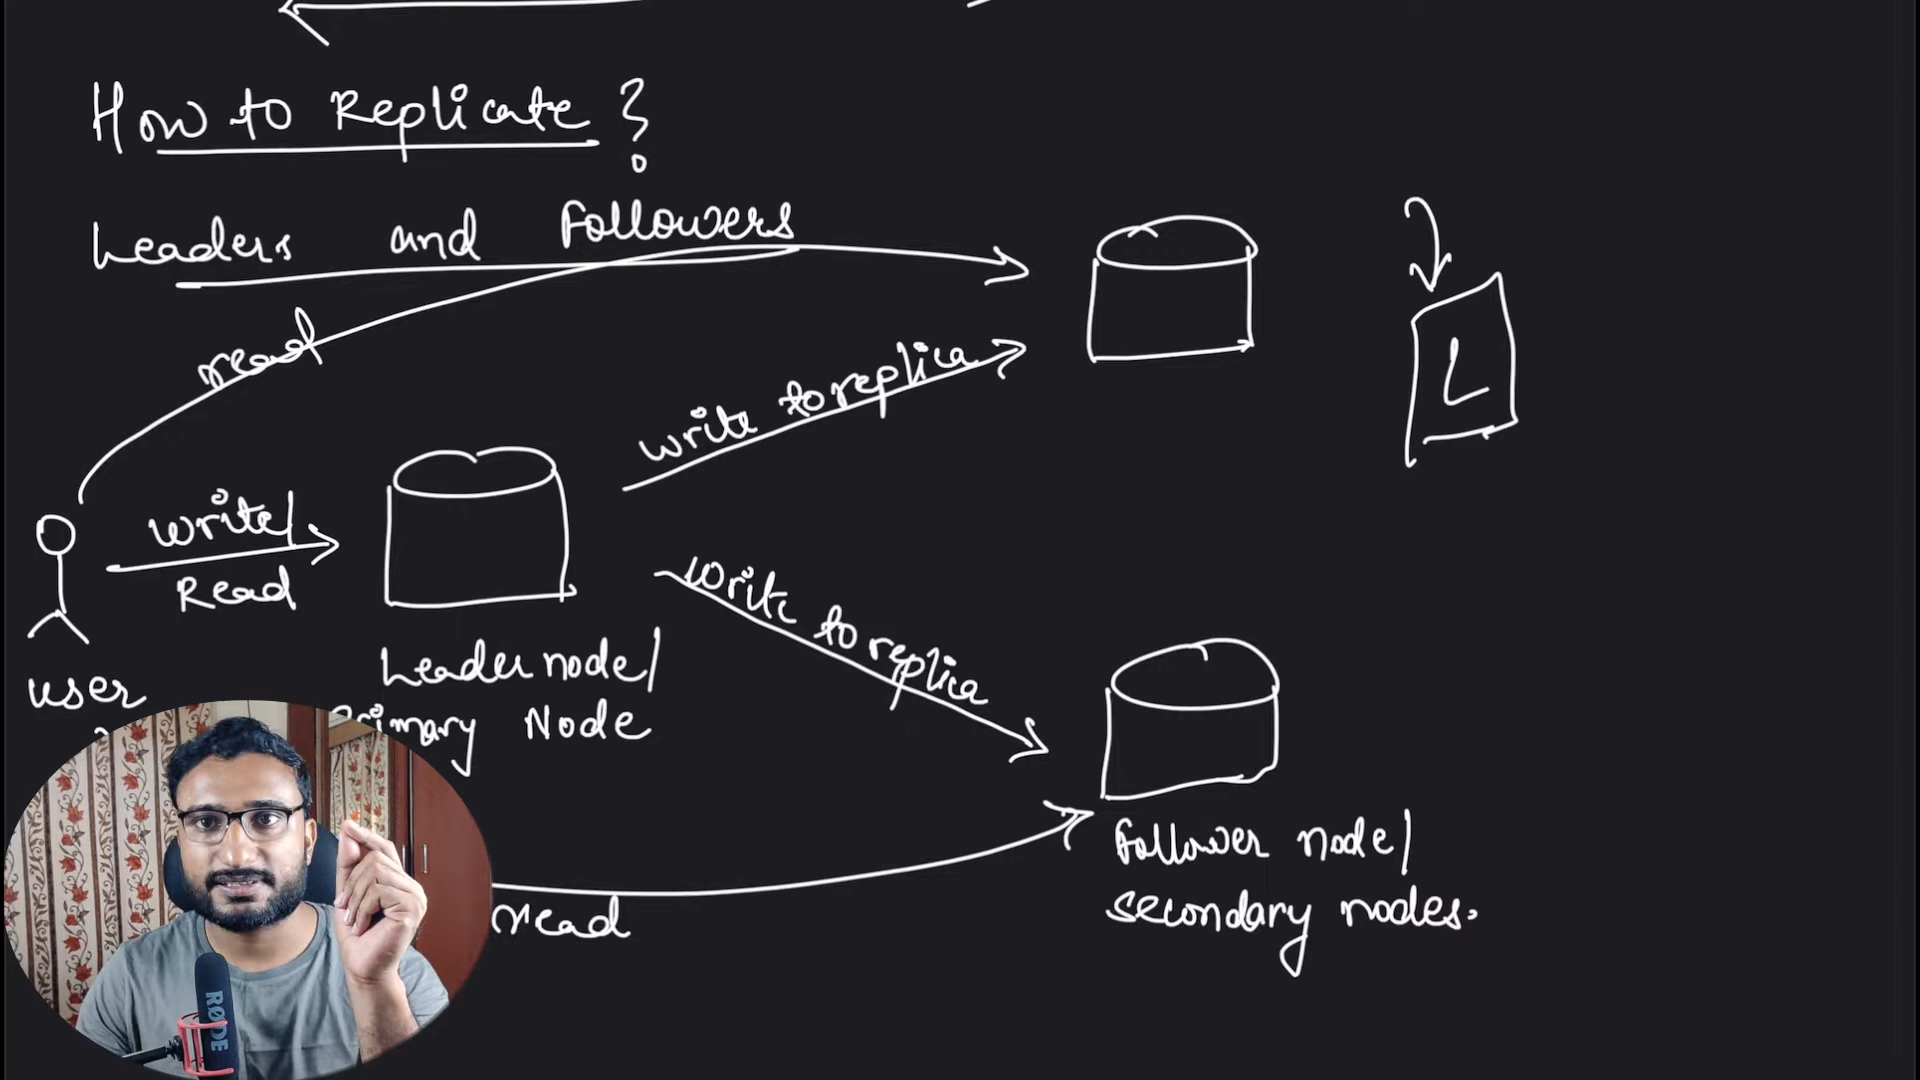 How to Replicate ?
Leaders and Followers
read
write to replica
write/
Read
L
write to replica
Leader node/
Primary Node
user
Follower node/
secondary nodes.
read
RØDE